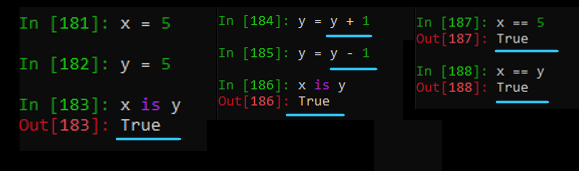 In [181]: x = 5
In [182]: y = 5
In [183]: x is y
Out[183]: True
In [184]: y = y + 1
In [185]: y = y - 1
In [186]: x is y
Out[186]: True
In [187]: x == 5
Out[187]: True
In [188]: x == y
Out[188]: True